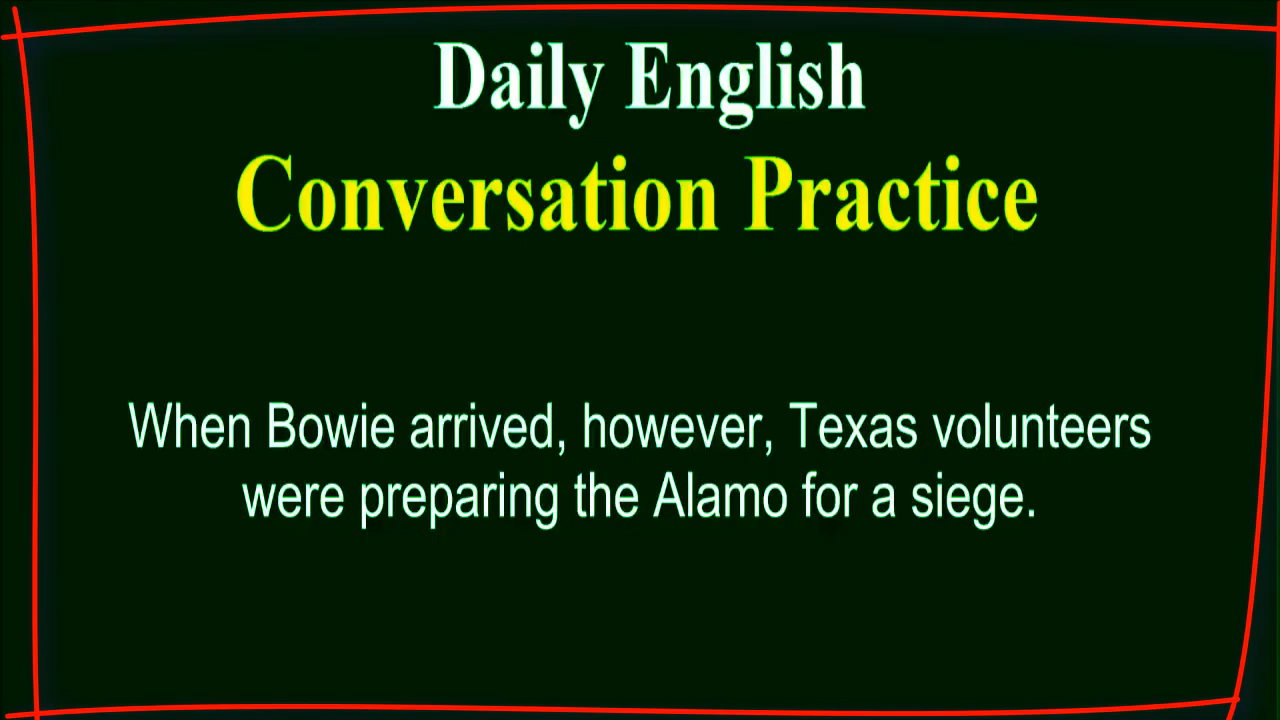 Daily English
Conversation Practice
When Bowie arrived, however, Texas volunteers
were preparing the Alamo for a siege.